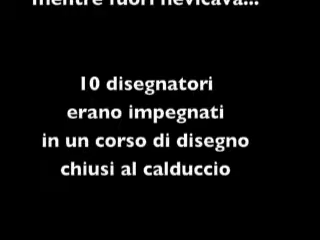 mentre fuori nevicava...
10 disegnatori
erano impegnati
in un corso di disegno
chiusi al calduccio